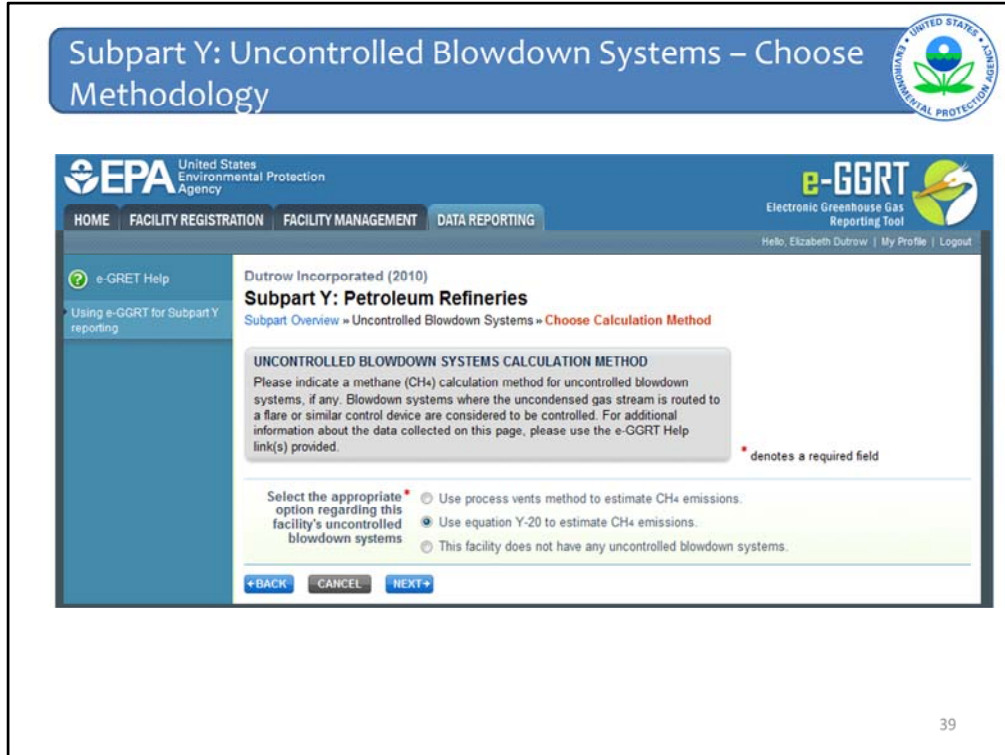 Subpart Y: Uncontrolled Blowdown Systems – Choose
Methodology
UNITED STATES
ENVIRONMENTAL PROTECTION AGENCY
EPA
United States
Environmental Protection
Agency
e-GGRT
Electronic Greenhouse Gas
Reporting Tool
HOME FACILITY REGISTRATION FACILITY MANAGEMENT DATA REPORTING
Hello, Elizabeth Dutrow | My Profile | Logout
? e-GRET Help
Using e-GGRT for Subpart Y
reporting
Dutrow Incorporated (2010)
Subpart Y: Petroleum Refineries
Subpart Overview » Uncontrolled Blowdown Systems » Choose Calculation Method
UNCONTROLLED BLOWDOWN SYSTEMS CALCULATION METHOD
Please indicate a methane (CH₄) calculation method for uncontrolled blowdown
systems, if any. Blowdown systems where the uncondensed gas stream is routed to
a flare or similar control device are considered to be controlled. For additional
information about the data collected on this page, please use the e-GGRT Help
link(s) provided.
* denotes a required field
Select the appropriate *
option regarding this
facility's uncontrolled
blowdown systems
Use process vents method to estimate CH₄ emissions.
Use equation Y-20 to estimate CH₄ emissions.
This facility does not have any uncontrolled blowdown systems.
BACK CANCEL NEXT
39